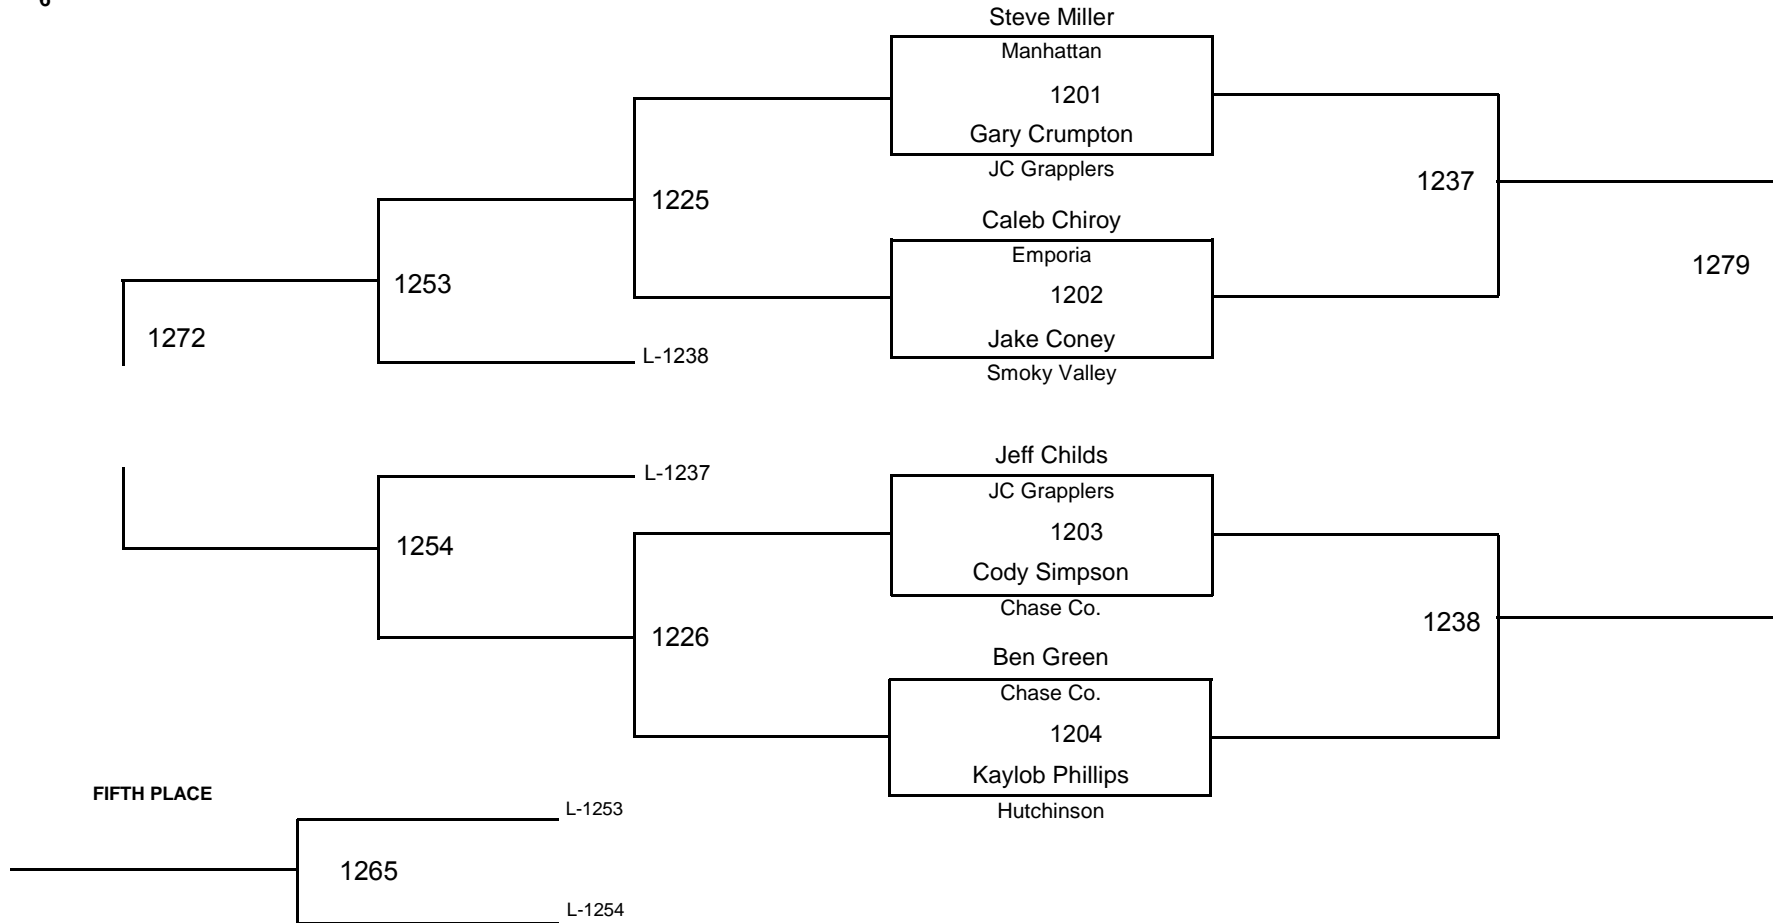 6
Steve Miller
Manhattan
1201
Gary Crumpton
JC Grapplers
1237
1225
Caleb Chiroy
Emporia
1279
1253
1202
1272
Jake Coney
L-1238
Smoky Valley
Jeff Childs
L-1237
JC Grapplers
1203
1254
Cody Simpson
Chase Co.
1238
1226
Ben Green
Chase Co.
1204
Kaylob Phillips
FIFTH PLACE
L-1253
Hutchinson
1265
L-1254